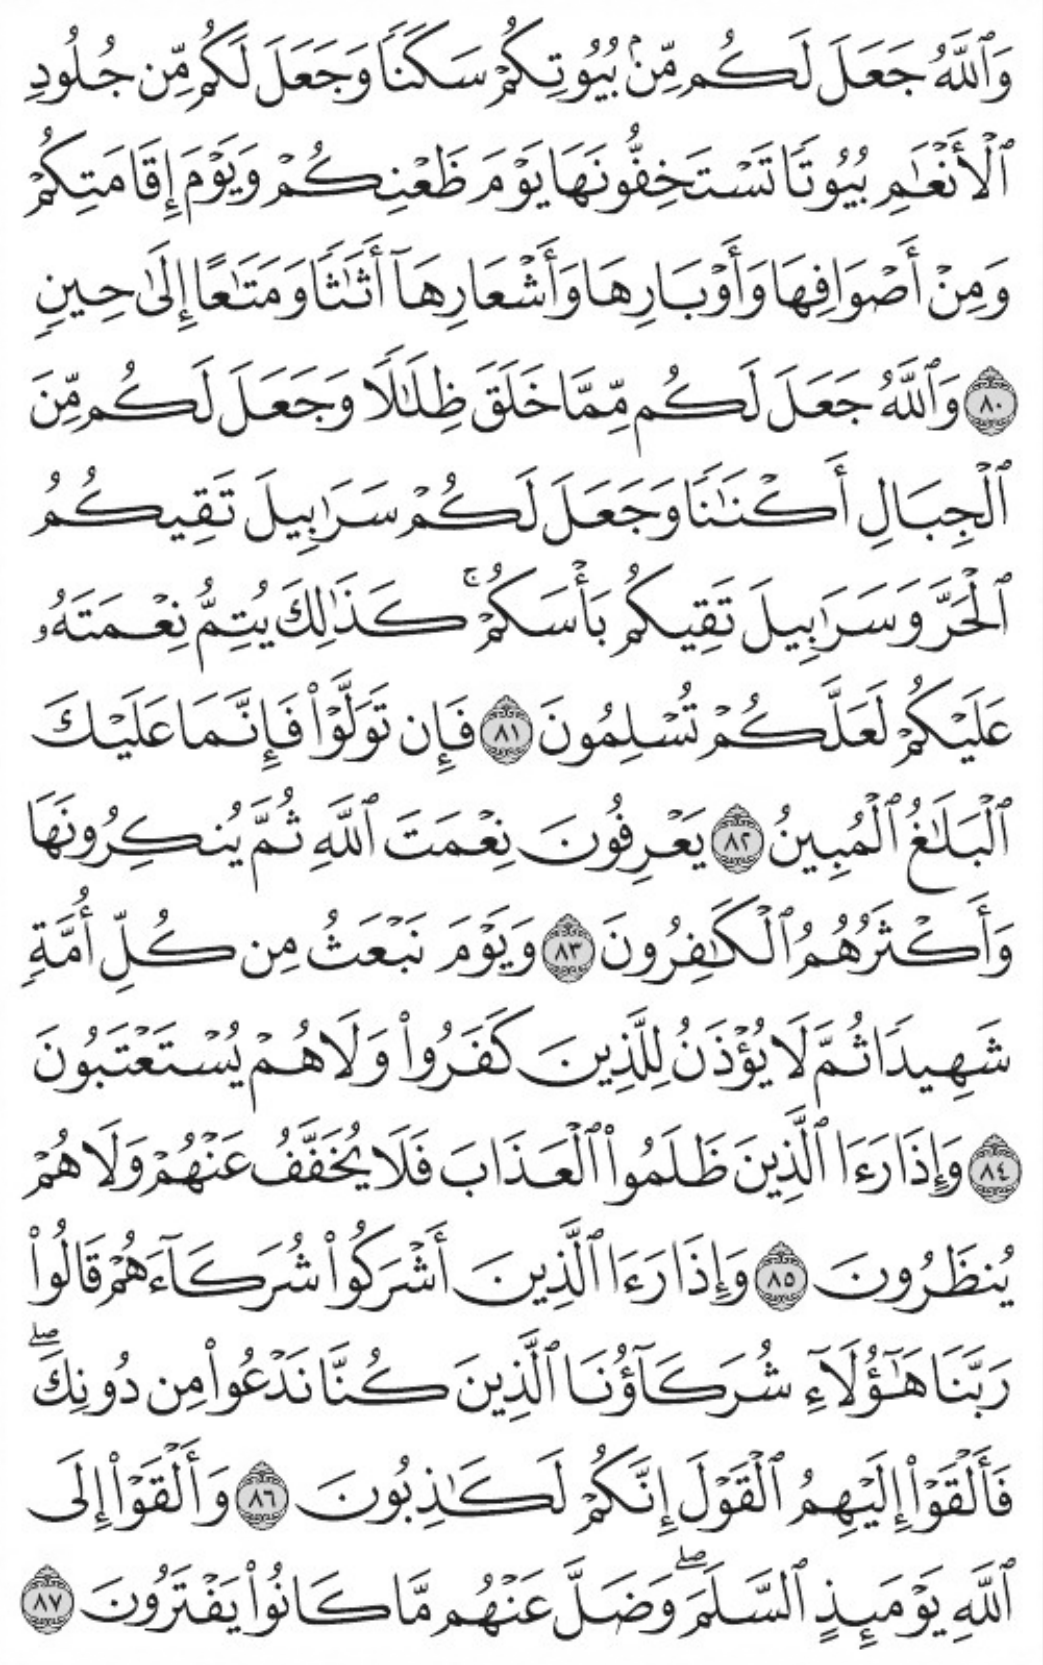 وَٱللَّهُ جَعَلَ لَكُم مِّنۢ بُيُوتِكُمْ سَكَنًا وَجَعَلَ لَكُم مِّن جُلُودِ
ٱلْأَنْعَٰمِ بُيُوتًا تَسْتَخِفُّونَهَا يَوْمَ ظَعْنِكُمْ وَيَوْمَ إِقَامَتِكُمْ
وَمِنْ أَصْوَافِهَا وَأَوْبَارِهَا وَأَشْعَارِهَآ أَثَٰثًا وَمَتَٰعًا إِلَىٰ حِينٍ
٨٠ وَٱللَّهُ جَعَلَ لَكُم مِّمَّا خَلَقَ ظِلَٰلًا وَجَعَلَ لَكُم مِّنَ
ٱلْجِبَالِ أَكْنَٰنًا وَجَعَلَ لَكُمْ سَرَٰبِيلَ تَقِيكُمُ
ٱلْحَرَّ وَسَرَٰبِيلَ تَقِيكُم بَأْسَكُمْ ۚ كَذَٰلِكَ يُتِمُّ نِعْمَتَهُۥ
عَلَيْكُمْ لَعَلَّكُمْ تُسْلِمُونَ ٨١ فَإِن تَوَلَّوْا۟ فَإِنَّمَا عَلَيْكَ
ٱلْبَلَٰغُ ٱلْمُبِينُ ٨٢ يَعْرِفُونَ نِعْمَتَ ٱللَّهِ ثُمَّ يُنكِرُونَهَا
وَأَكْثَرُهُمُ ٱلْكَٰفِرُونَ ٨٣ وَيَوْمَ نَبْعَثُ مِن كُلِّ أُمَّةٍ
شَهِيدًا ثُمَّ لَا يُؤْذَنُ لِلَّذِينَ كَفَرُوا۟ وَلَا هُمْ يُسْتَعْتَبُونَ
٨٤ وَإِذَا رَءَا ٱلَّذِينَ ظَلَمُوا۟ ٱلْعَذَابَ فَلَا يُخَفَّفُ عَنْهُمْ وَلَا هُمْ
يُنظَرُونَ ٨٥ وَإِذَا رَءَا ٱلَّذِينَ أَشْرَكُوا۟ شُرَكَآءَهُمْ قَالُوا۟
رَبَّنَا هَٰٓؤُلَآءِ شُرَكَآؤُنَا ٱلَّذِينَ كُنَّا نَدْعُوا۟ مِن دُونِكَ ۖ
فَأَلْقَوْا۟ إِلَيْهِمُ ٱلْقَوْلَ إِنَّكُمْ لَكَٰذِبُونَ ٨٦ وَأَلْقَوْا۟ إِلَى
ٱللَّهِ يَوْمَئِذٍ ٱلسَّلَمَ ۖ وَضَلَّ عَنْهُم مَّا كَانُوا۟ يَفْتَرُونَ ٨٧